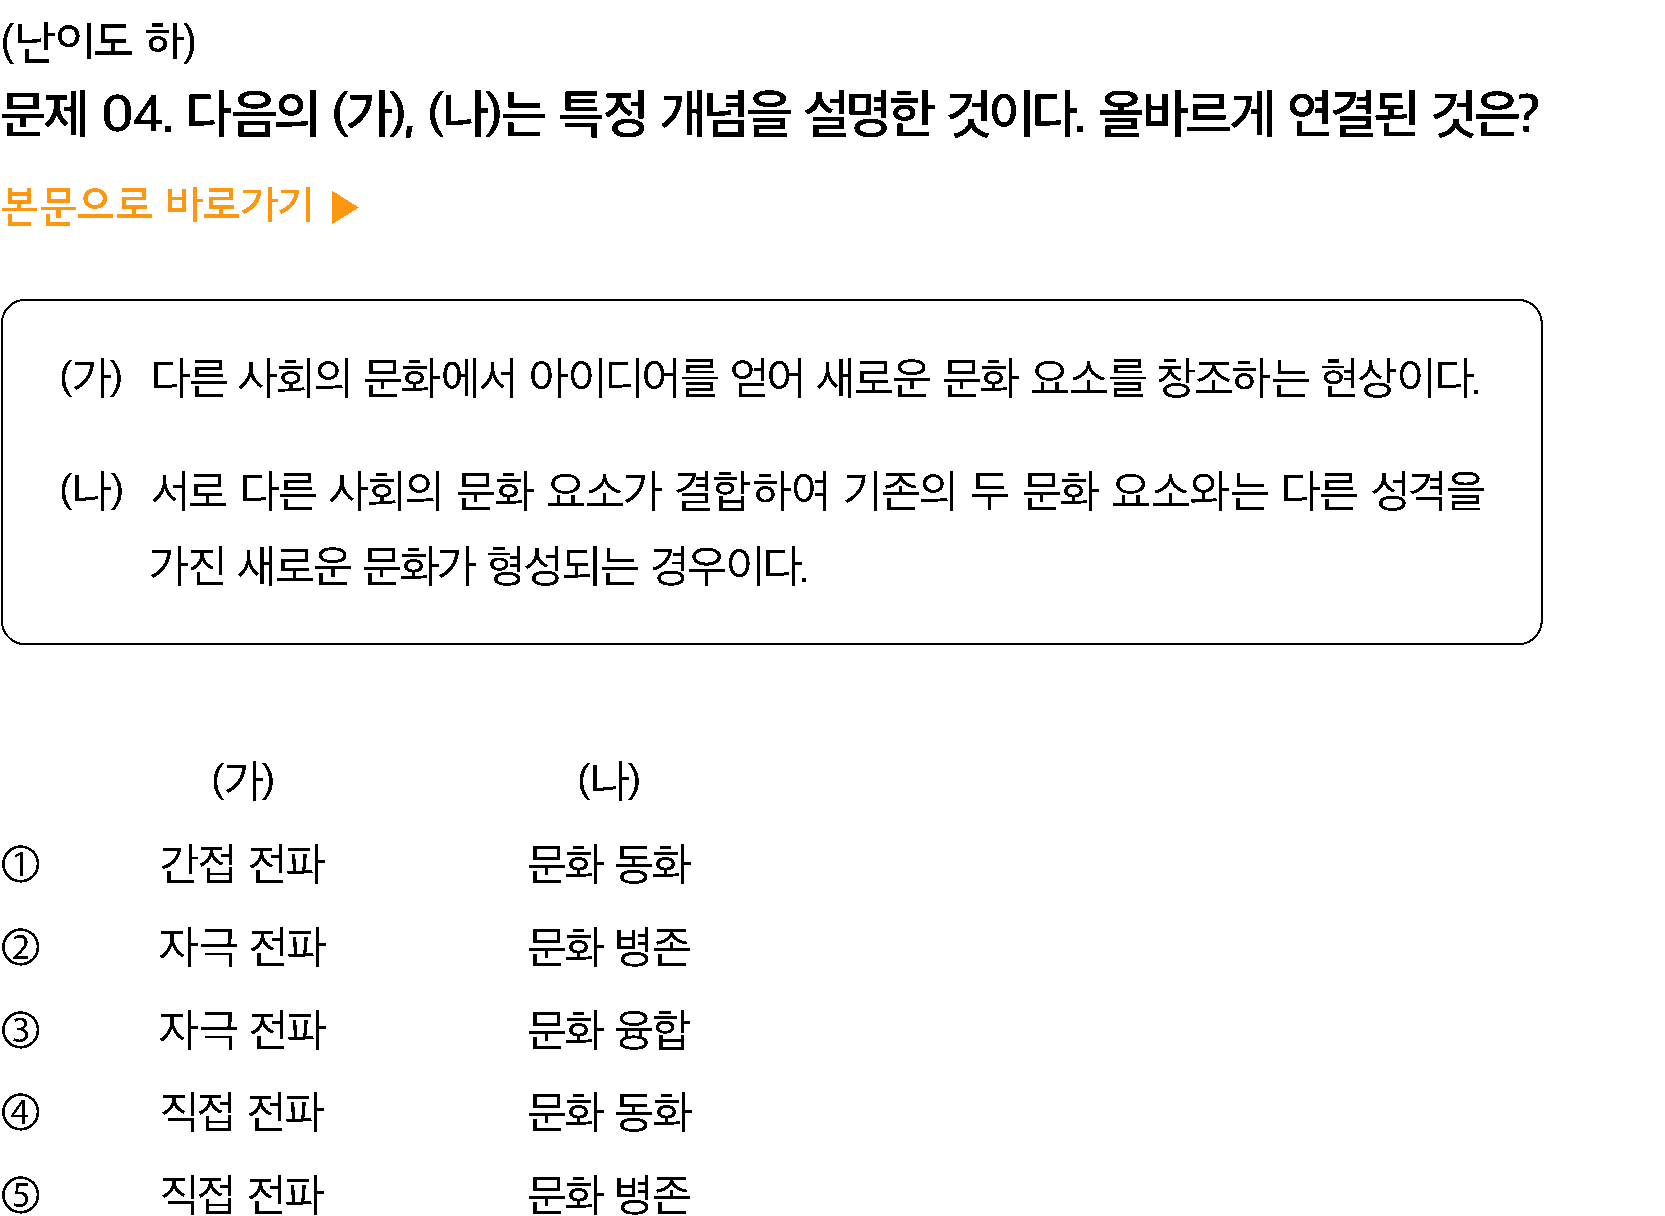 (난이도 하)
문제 04. 다음의 (가), (나)는 특정 개념을 설명한 것이다. 올바르게 연결된 것은?
본문으로 바로가기 ▶
(가) 다른 사회의 문화에서 아이디어를 얻어 새로운 문화 요소를 창조하는 현상이다.
(나) 서로 다른 사회의 문화 요소가 결합하여 기존의 두 문화 요소와는 다른 성격을
가진 새로운 문화가 형성되는 경우이다.
(가) (나)
① 간접 전파 문화 동화
② 자극 전파 문화 병존
③ 자극 전파 문화 융합
④ 직접 전파 문화 동화
⑤ 직접 전파 문화 병존